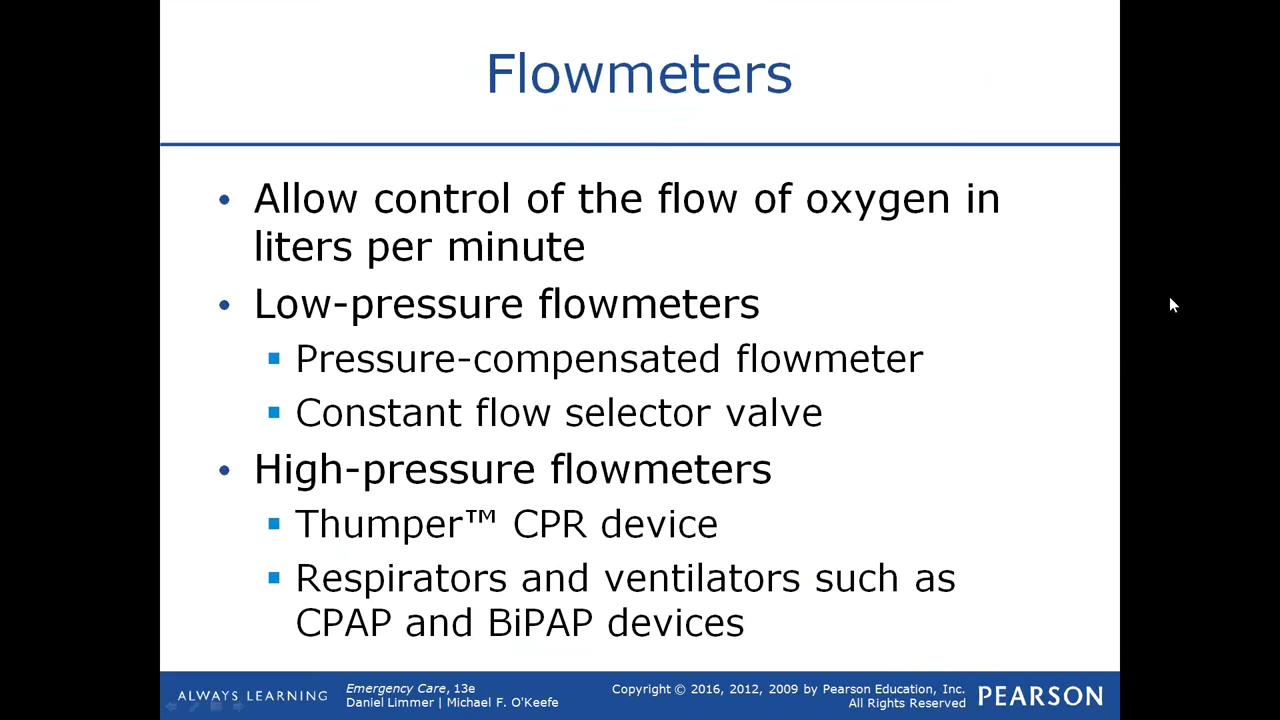 Flowmeters
• Allow control of the flow of oxygen in
liters per minute
• Low-pressure flowmeters
▪ Pressure-compensated flowmeter
▪ Constant flow selector valve
• High-pressure flowmeters
▪ Thumper™ CPR device
▪ Respirators and ventilators such as
CPAP and BiPAP devices
ALWAYS LEARNING
Emergency Care, 13e
Daniel Limmer | Michael F. O'Keefe
Copyright © 2016, 2012, 2009 by Pearson Education, Inc.
All Rights Reserved
PEARSON